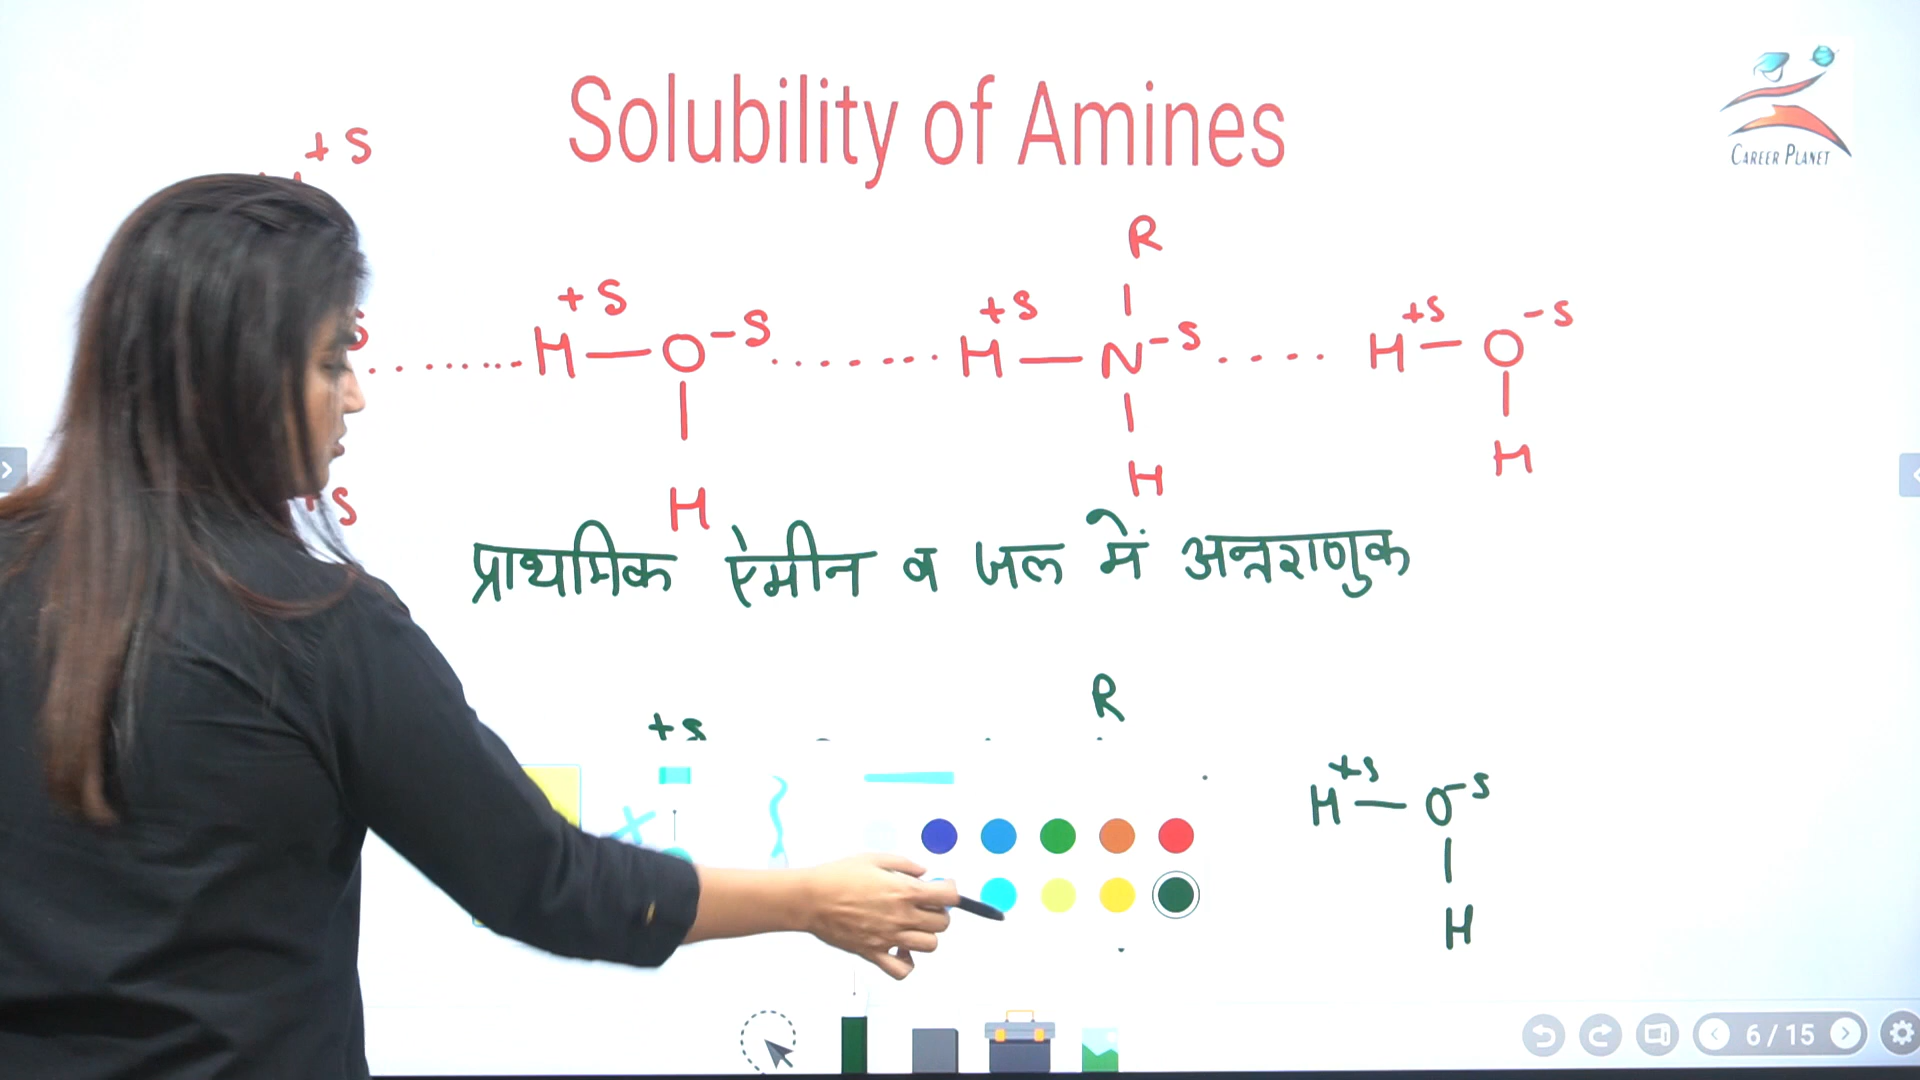 Solubility of Amines
CAREER PLANET
+ S
R
+ S
+S
+S
H — O -S ........ H — N -S .... H — O -S
H
H
H
+ S
प्राथमिक ऐमीन व जल में अन्तराणुक
R
+S
+S
H — O -S
H
6 / 15